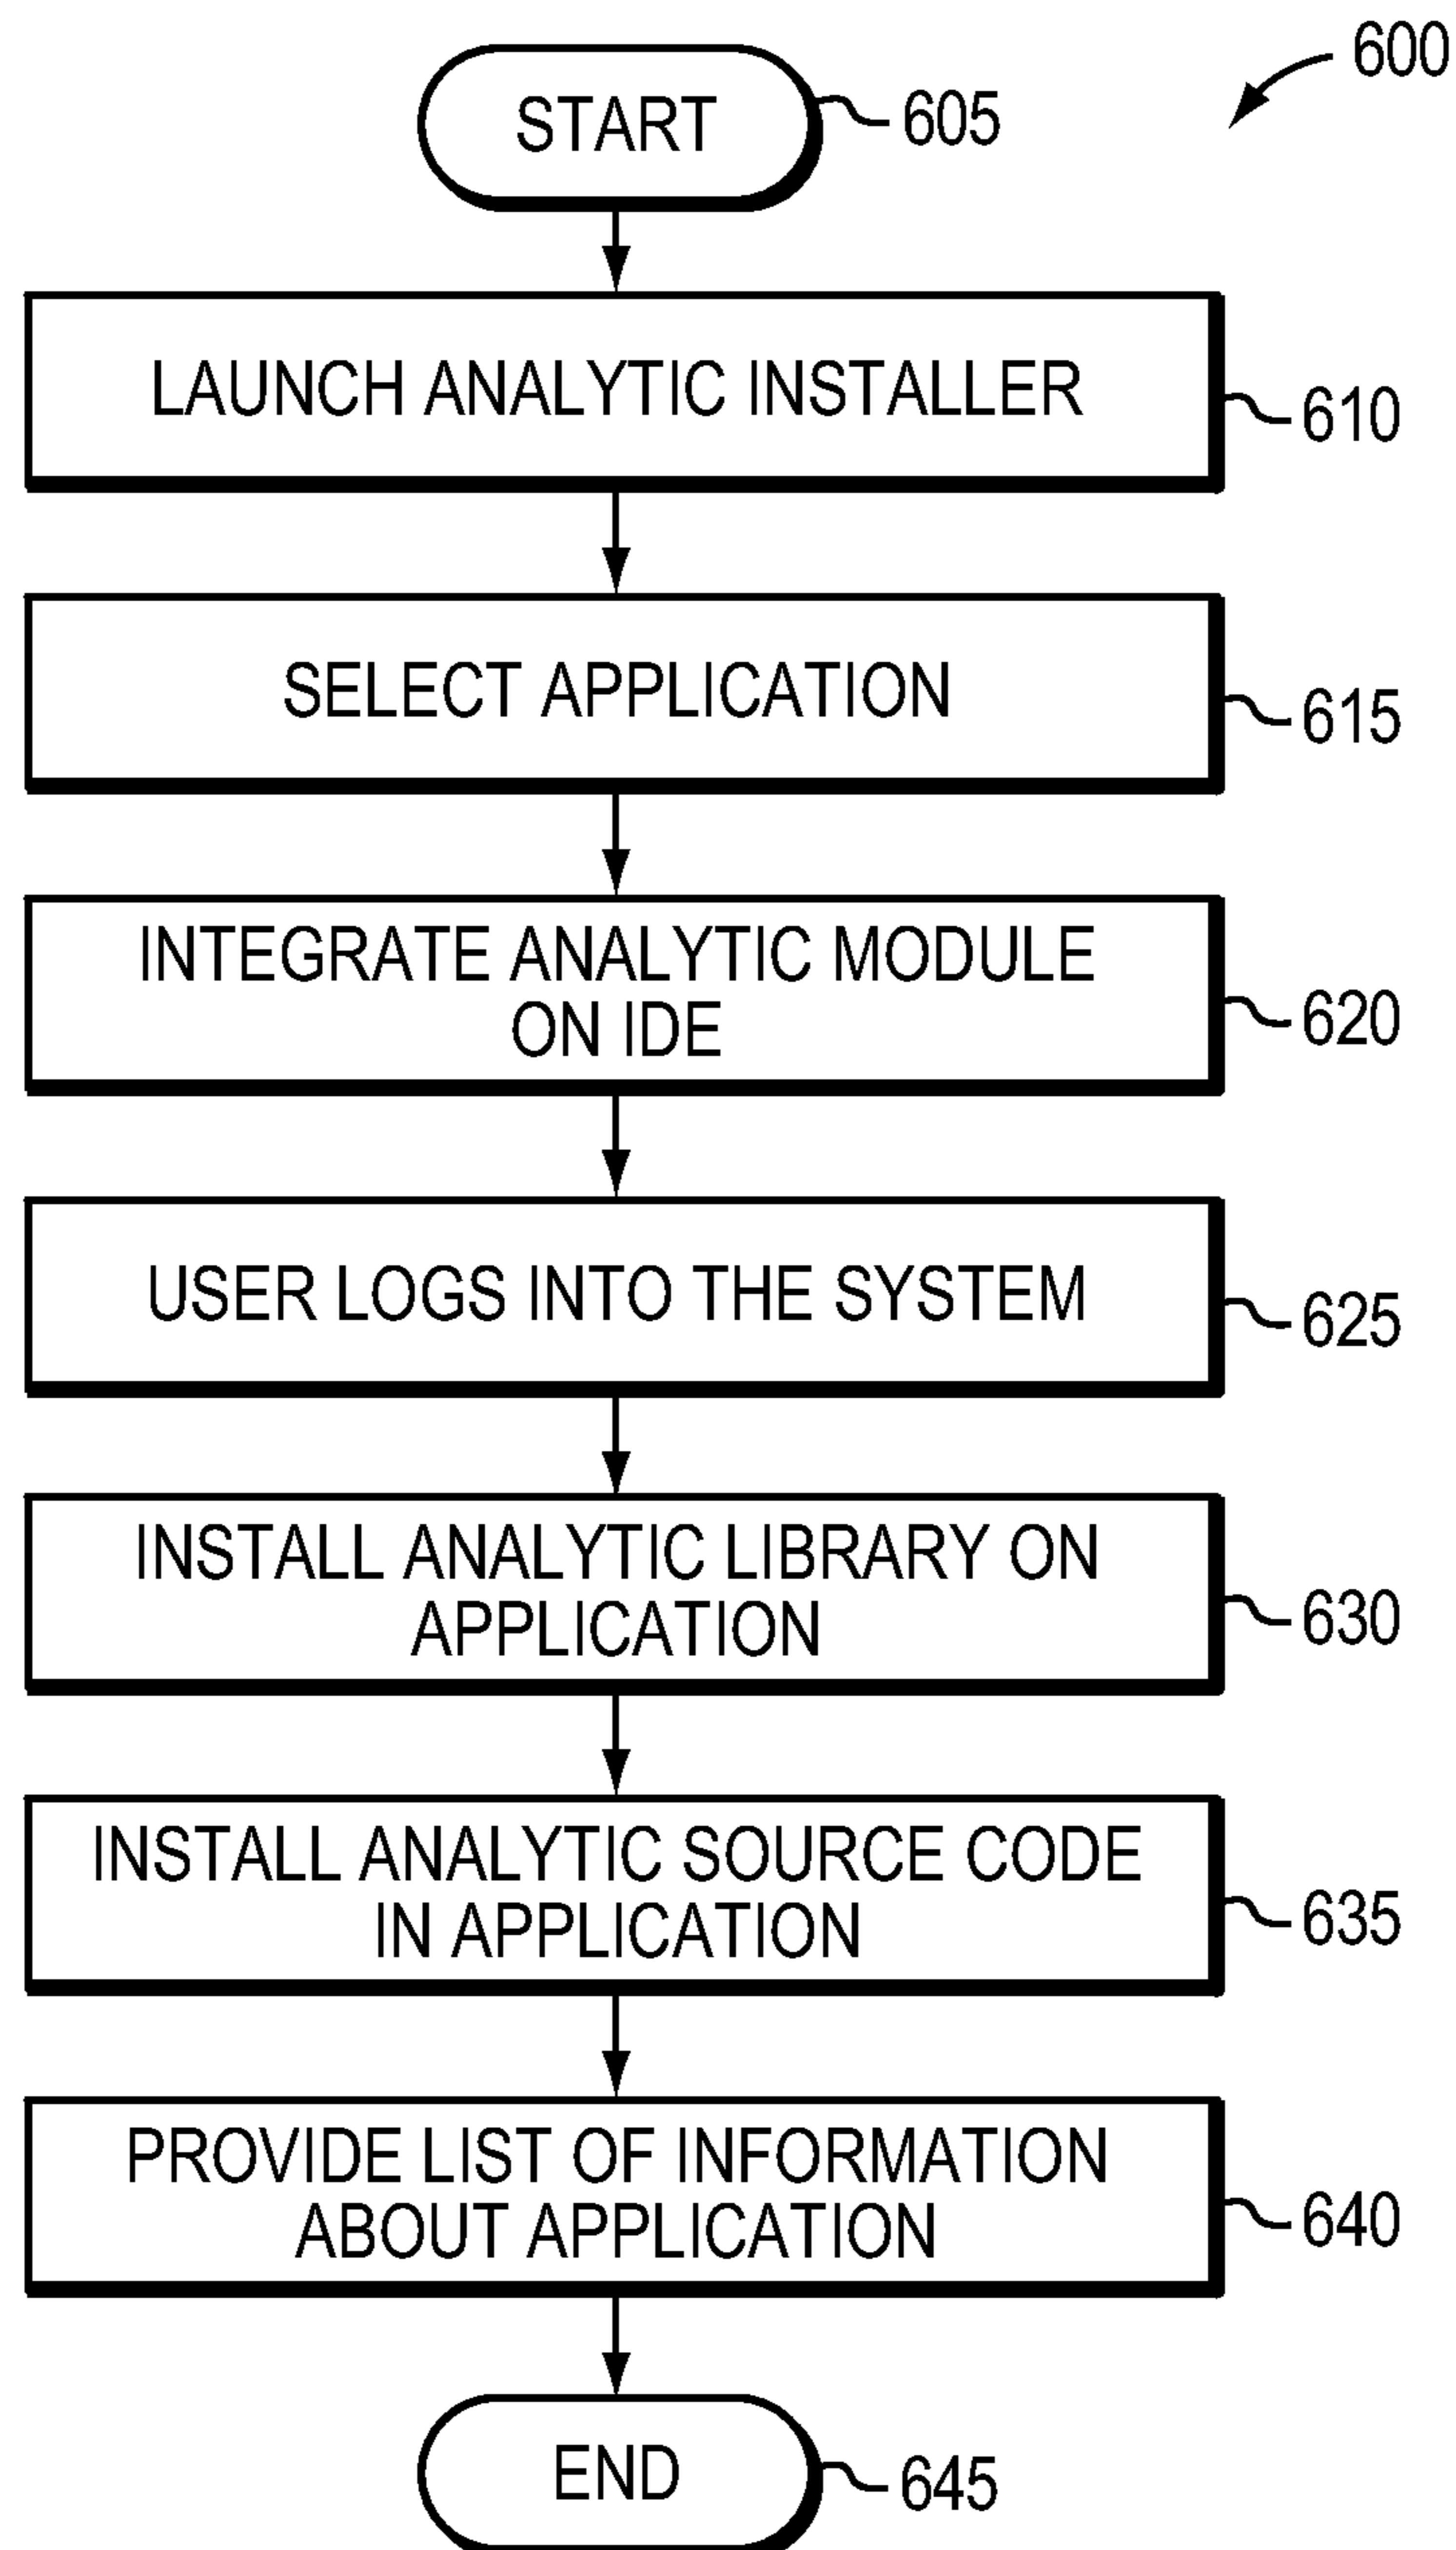 600
START
605
LAUNCH ANALYTIC INSTALLER
610
SELECT APPLICATION
615
INTEGRATE ANALYTIC MODULE
ON IDE
620
USER LOGS INTO THE SYSTEM
625
INSTALL ANALYTIC LIBRARY ON
APPLICATION
630
INSTALL ANALYTIC SOURCE CODE
IN APPLICATION
635
PROVIDE LIST OF INFORMATION
ABOUT APPLICATION
640
END
645